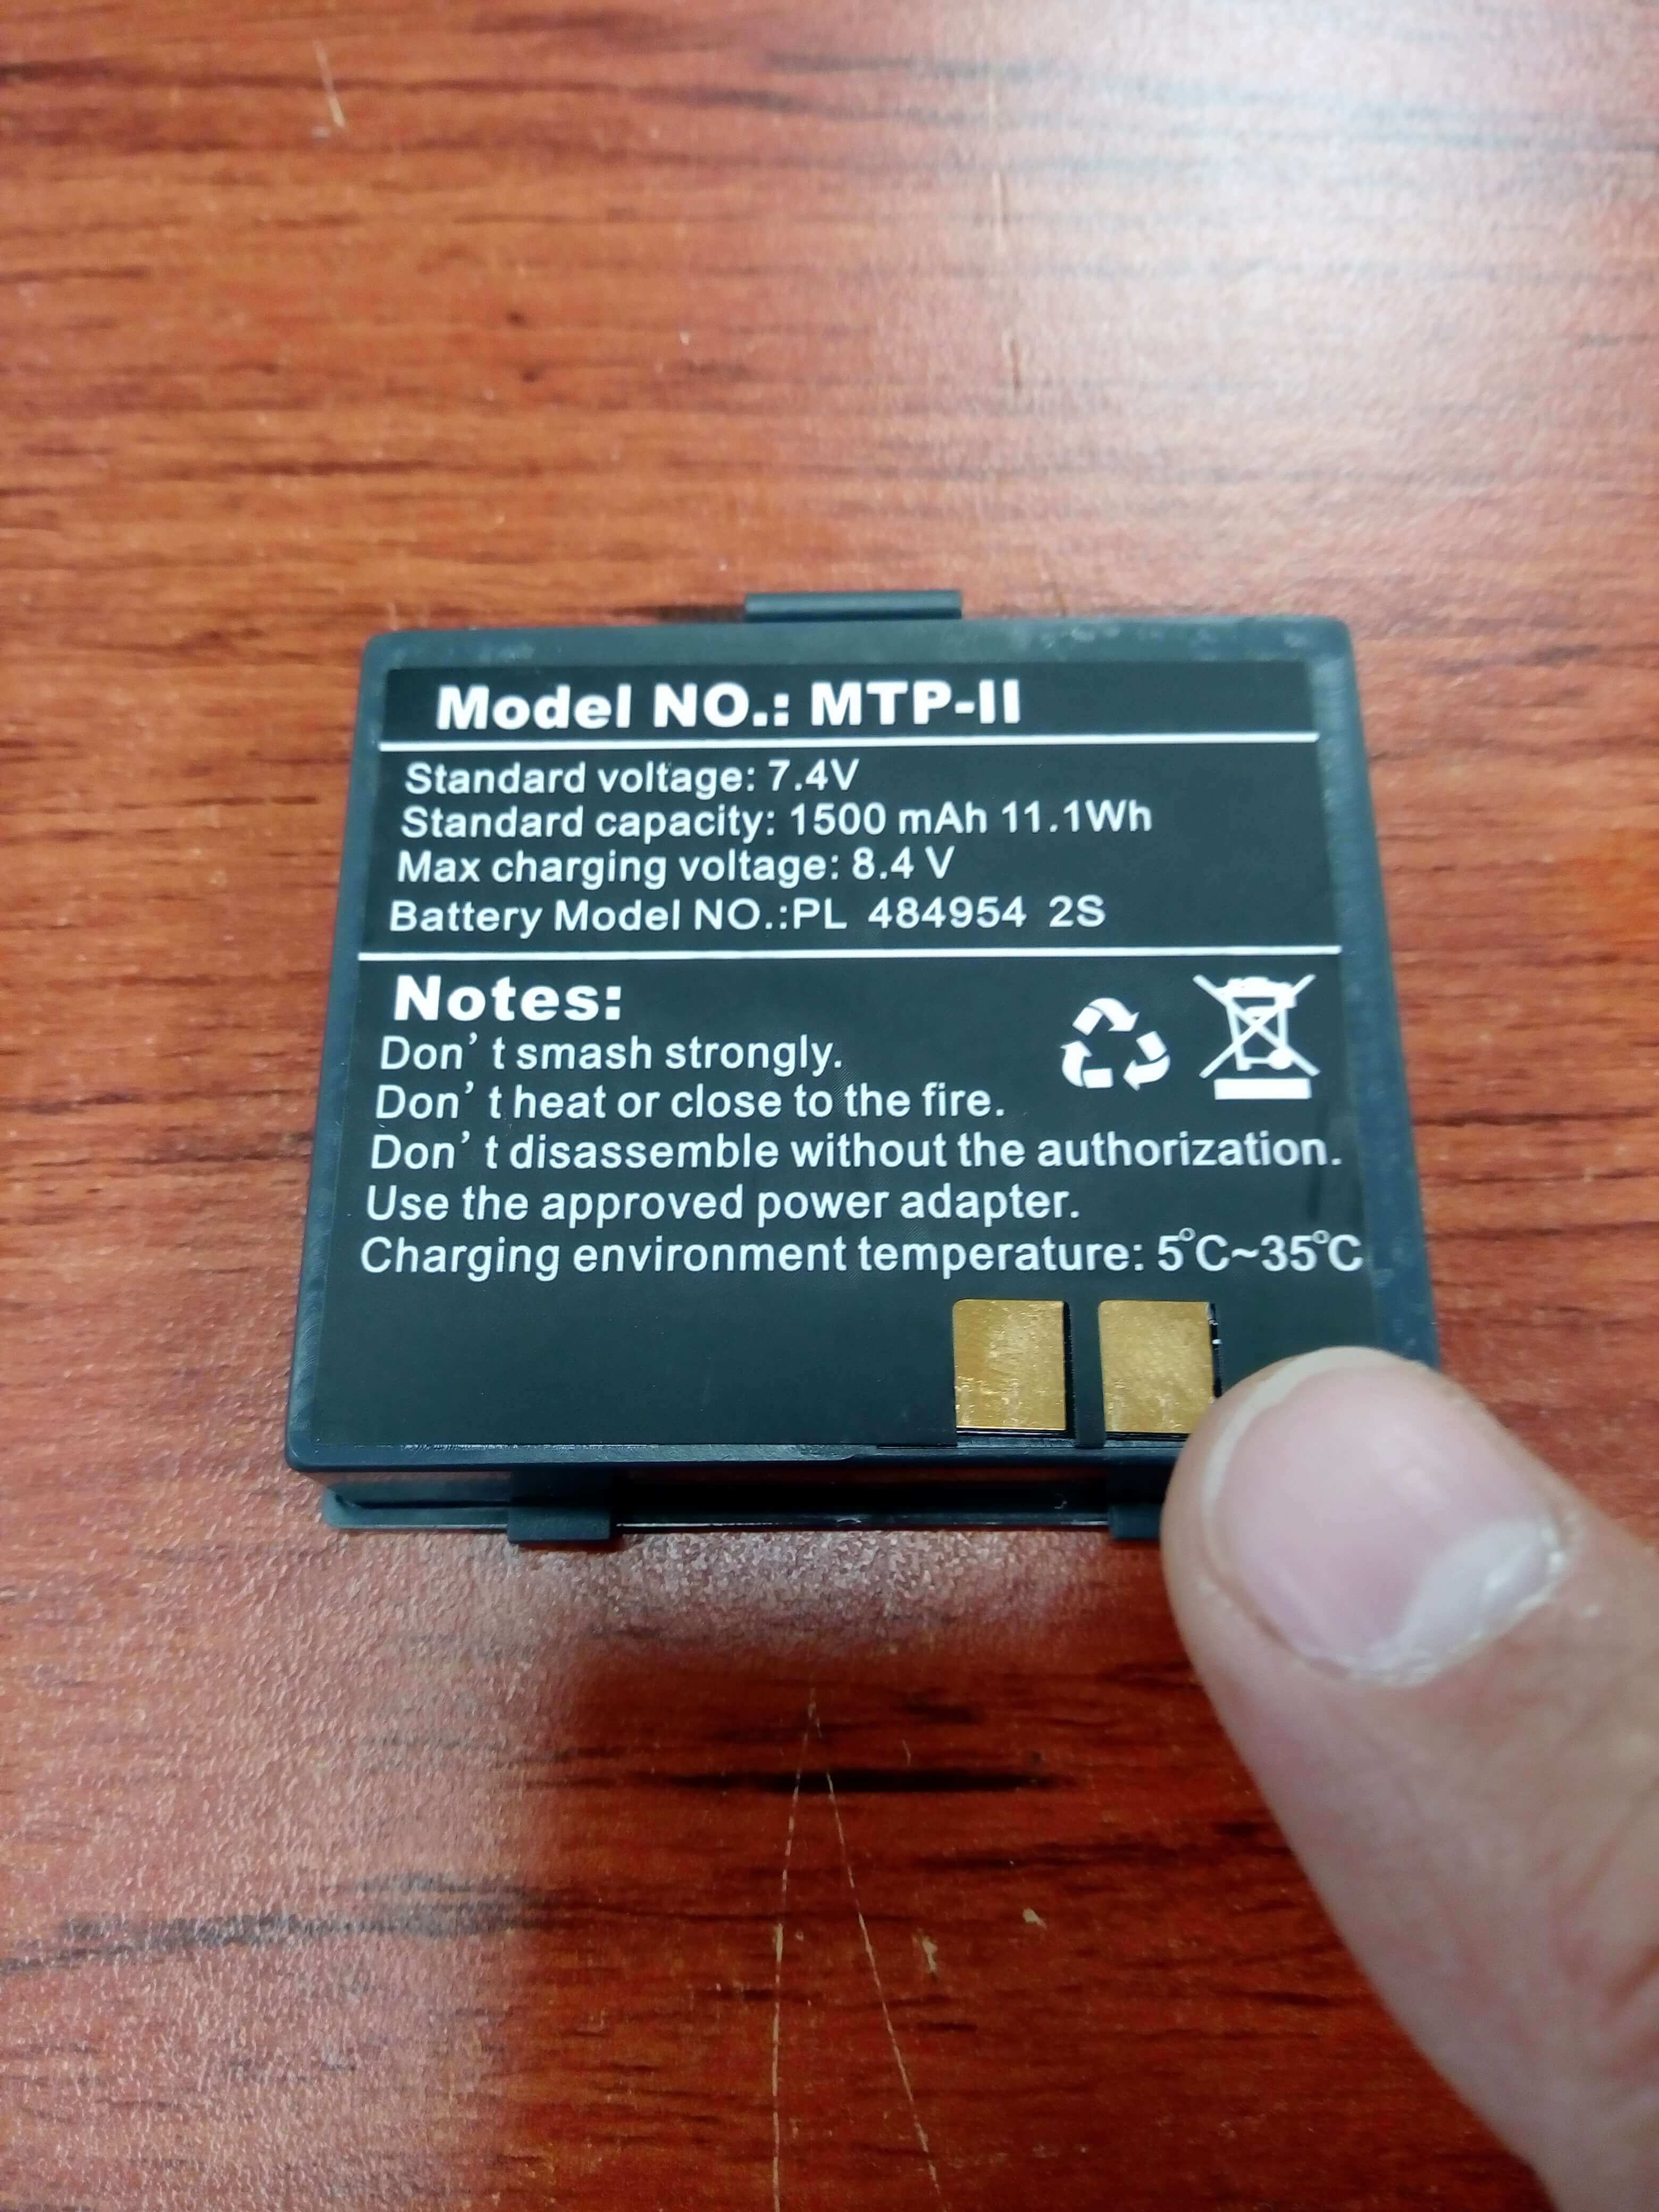 Model NO.: MTP-II
Standard voltage: 7.4V
Standard capacity: 1500 mAh 11.1Wh
Max charging voltage: 8.4 V
Battery Model NO.:PL 484954 2S
Notes:
Don’ t smash strongly.
Don’ t heat or close to the fire.
Don’ t disassemble without the authorization.
Use the approved power adapter.
Charging environment temperature: 5°C~35°C